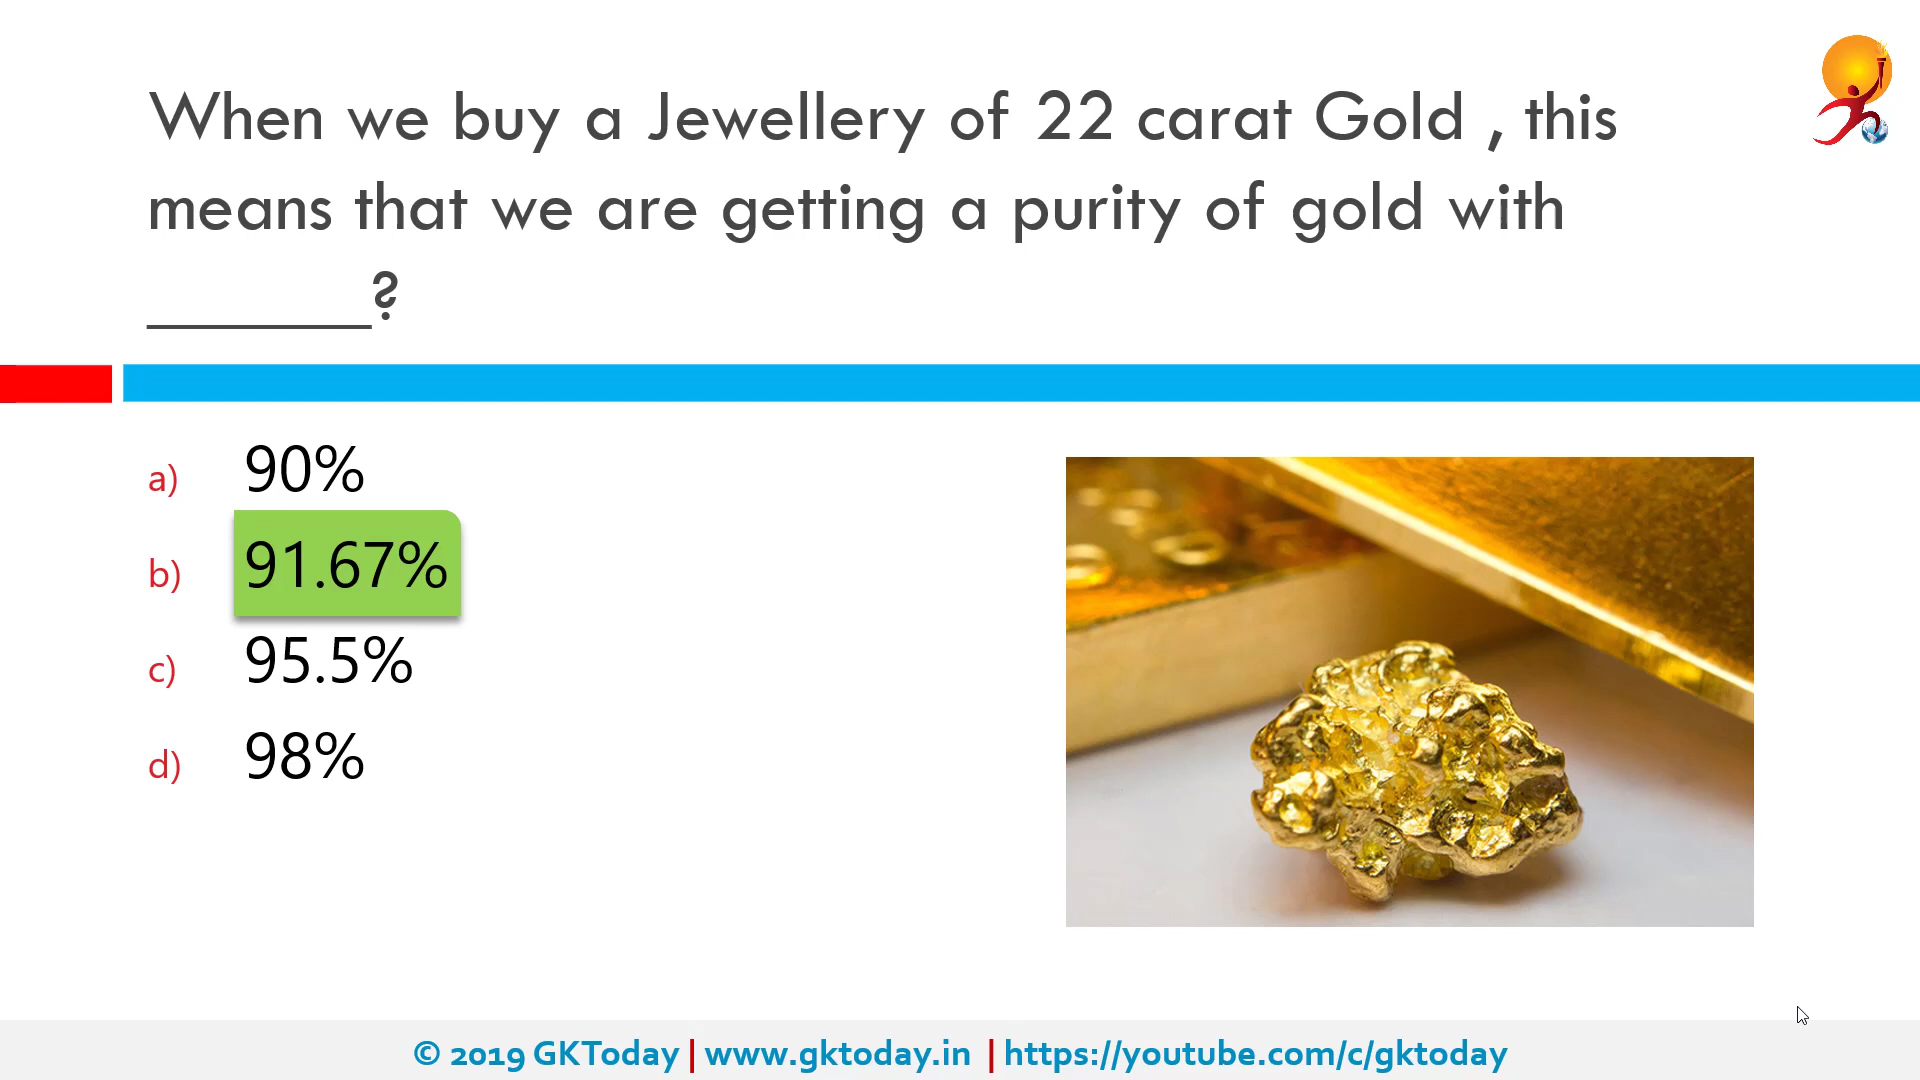 When we buy a Jewellery of 22 carat Gold , this
means that we are getting a purity of gold with
_______?
a) 90%
b) 91.67%
c) 95.5%
d) 98%
© 2019 GKToday | www.gktoday.in | https://youtube.com/c/gktoday